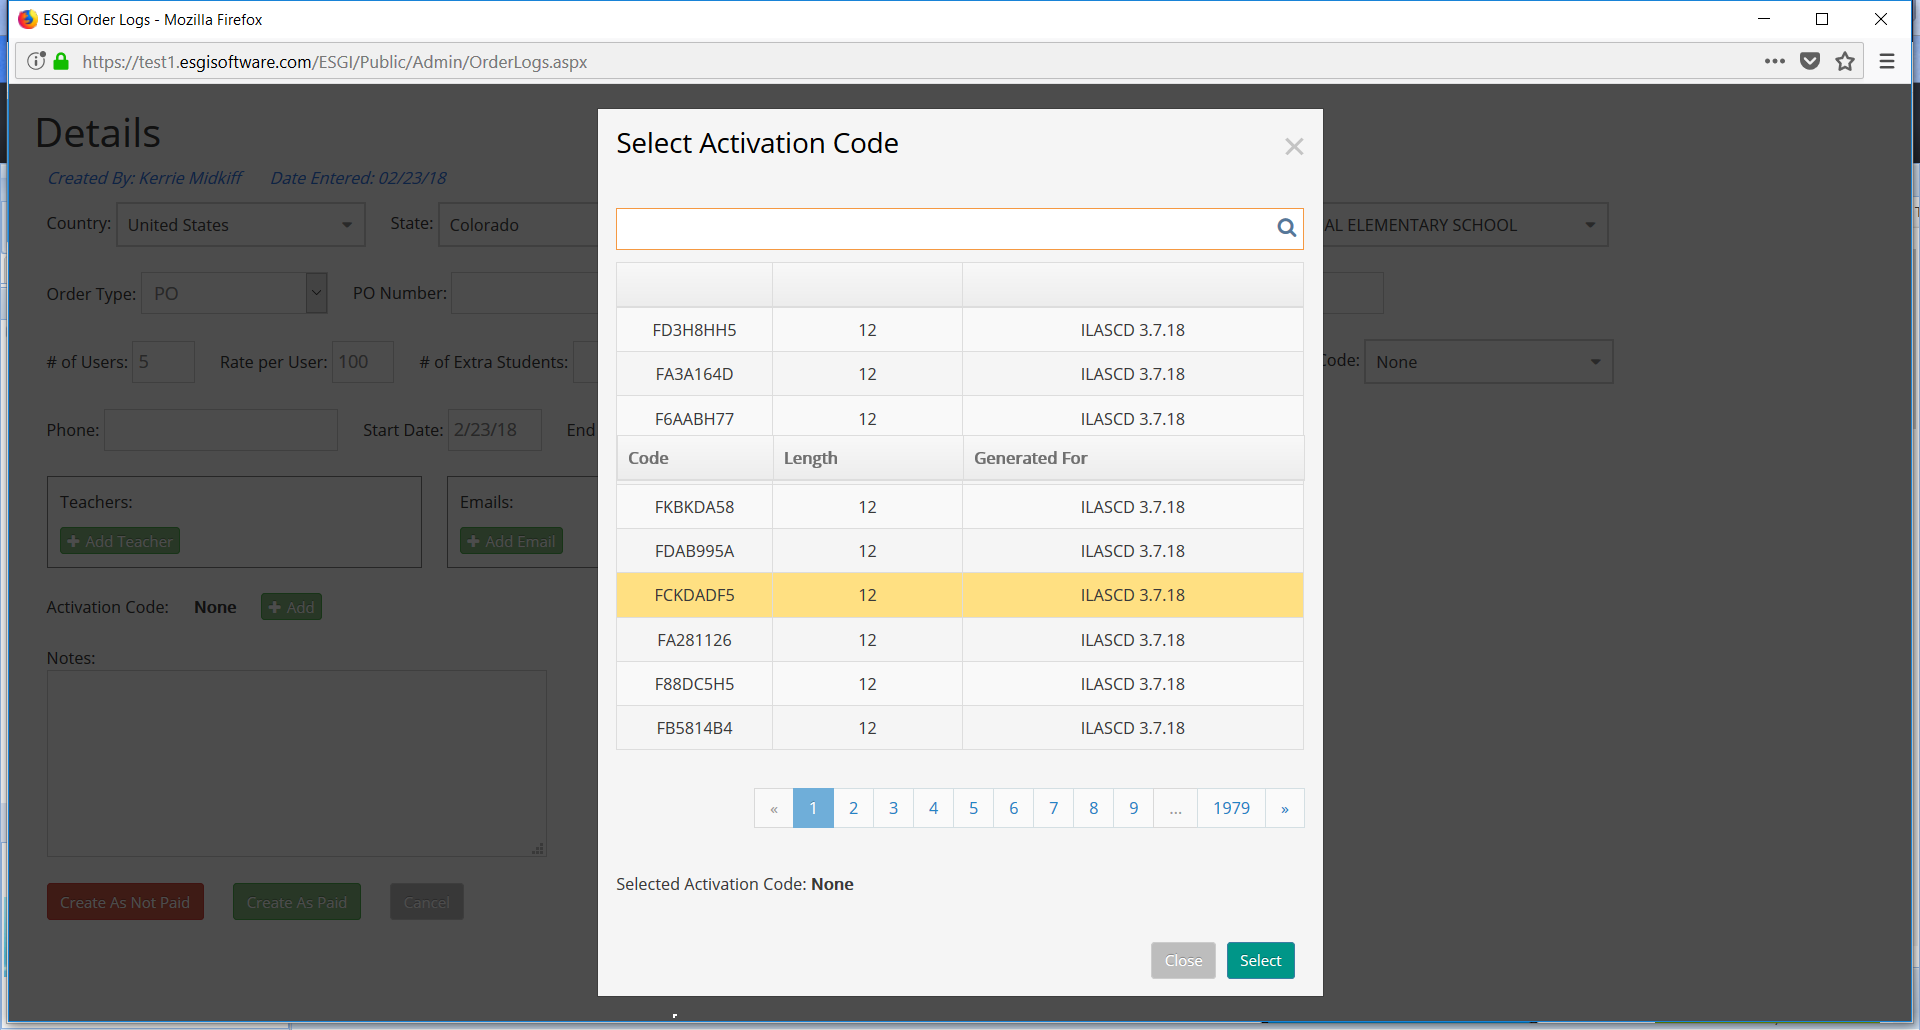 ESGI Order Logs - Mozilla Firefox
https://test1.esgisoftware.com/ESGI/Public/Admin/OrderLogs.aspx
Details
Created By: Kerrie Midkiff Date Entered: 02/23/18
Country: United States State: Colorado AL ELEMENTARY SCHOOL
Order Type: PO PO Number:
# of Users: 5 Rate per User: 100 # of Extra Students: Code: None
Phone: Start Date: 2/23/18 End
Teachers:
Add Teacher
Emails:
Add Email
Activation Code: None Add
Notes:
Create As Not Paid Create As Paid Cancel
Select Activation Code
FD3H8HH5 12 ILASCD 3.7.18
FA3A164D 12 ILASCD 3.7.18
F6AABH77 12 ILASCD 3.7.18
Code Length Generated For
FKBKDA58 12 ILASCD 3.7.18
FDAB995A 12 ILASCD 3.7.18
FCKDADF5 12 ILASCD 3.7.18
FA281126 12 ILASCD 3.7.18
F88DC5H5 12 ILASCD 3.7.18
FB5814B4 12 ILASCD 3.7.18
« 1 2 3 4 5 6 7 8 9 ... 1979 »
Selected Activation Code: None
Close Select